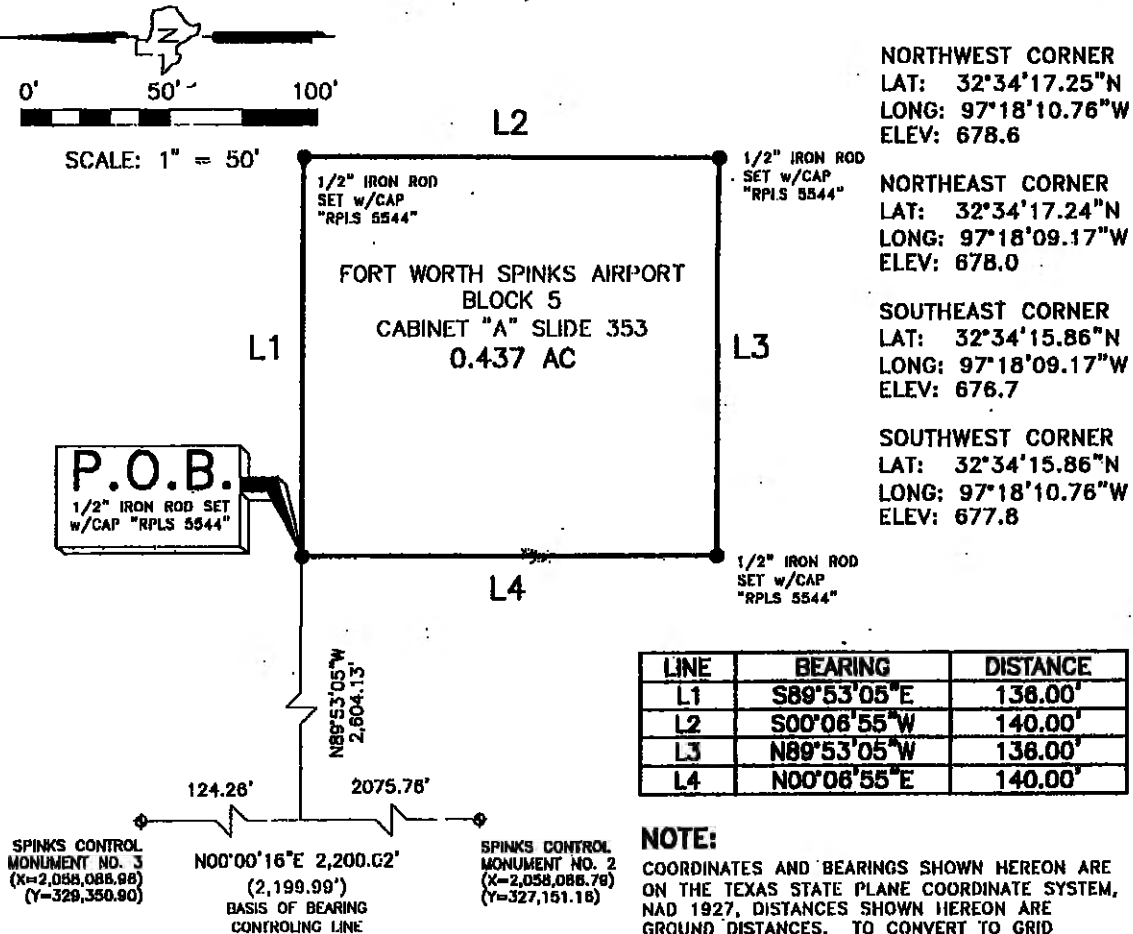 N
0' 50' 100'
SCALE: 1" = 50'
L2
1/2" IRON ROD
SET w/CAP
"RPLS 5544"
1/2" IRON ROD
SET w/CAP
"RPLS 5544"
FORT WORTH SPINKS AIRPORT
BLOCK 5
CABINET "A" SLIDE 353
0.437 AC
L1
L3
P.O.B.
1/2" IRON ROD SET
w/CAP "RPLS 5544"
L4
1/2" IRON ROD
SET w/CAP
"RPLS 5544"
N89°53'05"W
2,604.13'
124.26'
2075.76'
SPINKS CONTROL
MONUMENT NO. 3
(X=2,058,086.98)
(Y=329,350.90)
N00°00'16"E 2,200.02'
(2,199.99')
BASIS OF BEARING
CONTROLING LINE
SPINKS CONTROL
MONUMENT NO. 2
(X=2,058,086.79)
(Y=327,151.16)
NORTHWEST CORNER
LAT: 32°34'17.25"N
LONG: 97°18'10.76"W
ELEV: 678.6
NORTHEAST CORNER
LAT: 32°34'17.24"N
LONG: 97°18'09.17"W
ELEV: 678.0
SOUTHEAST CORNER
LAT: 32°34'15.86"N
LONG: 97°18'09.17"W
ELEV: 676.7
SOUTHWEST CORNER
LAT: 32°34'15.86"N
LONG: 97°18'10.76"W
ELEV: 677.8
LINE BEARING DISTANCE
L1 S89°53'05"E 136.00'
L2 S00°06'55"W 140.00'
L3 N89°53'05"W 136.00'
L4 N00°06'55"E 140.00'
NOTE:
COORDINATES AND BEARINGS SHOWN HEREON ARE
ON THE TEXAS STATE PLANE COORDINATE SYSTEM,
NAD 1927, DISTANCES SHOWN HEREON ARE
GROUND DISTANCES. TO CONVERT TO GRID